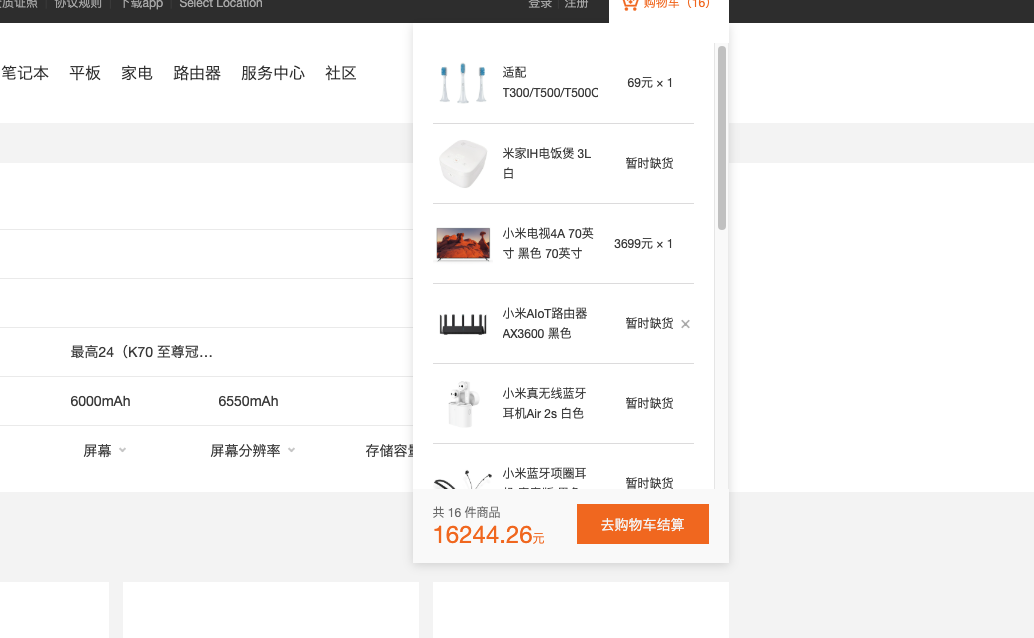 资质证照 协议规则 下载app Select Location 登录 注册 购物车（16）
笔记本 平板 家电 路由器 服务中心 社区
适配
T300/T500/T500C
69元 × 1
米家IH电饭煲 3L
白
暂时缺货
小米电视4A 70英
寸 黑色 70英寸
3699元 × 1
小米AIoT路由器
AX3600 黑色
暂时缺货
小米真无线蓝牙
耳机Air 2s 白色
暂时缺货
小米蓝牙项圈耳
暂时缺货
共 16 件商品
16244.26元
去购物车结算
最高24（K70 至尊冠…
6000mAh 6550mAh
屏幕 屏幕分辨率 存储容量